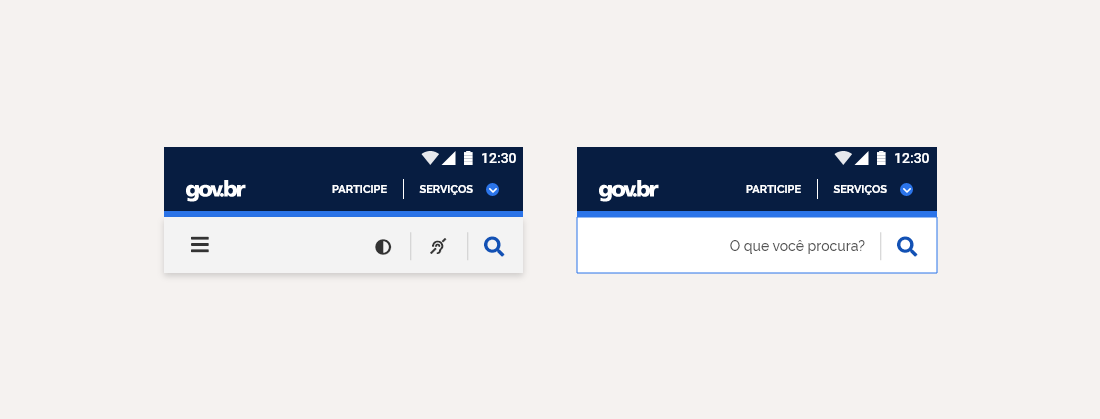 12:30
gov.br PARTICIPE SERVIÇOS
12:30
gov.br PARTICIPE SERVIÇOS
O que você procura?